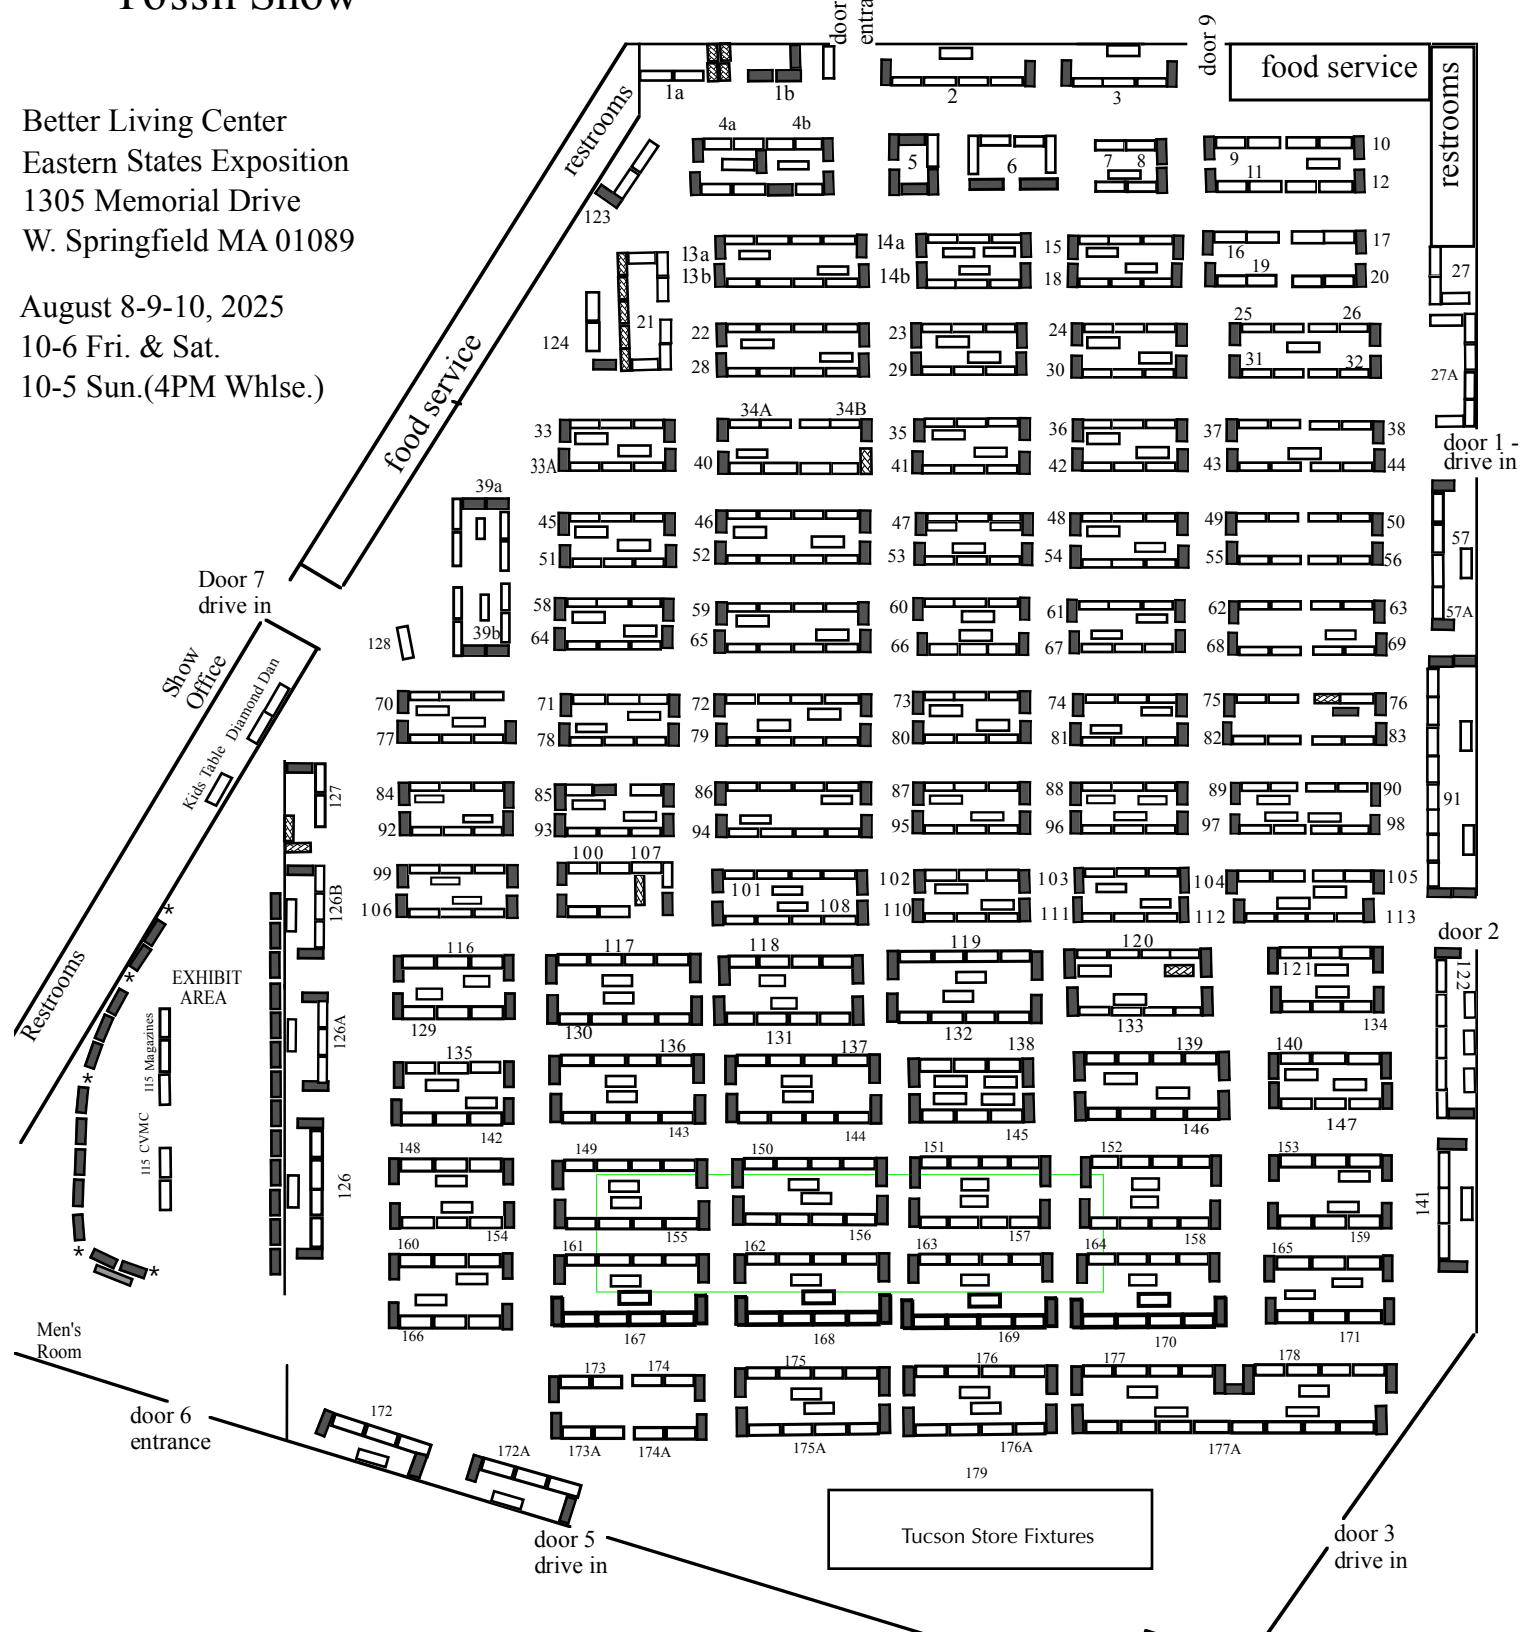 Fossil Show
door
entra
door 9
food service
restrooms
restrooms
1a
1b
2
3
Better Living Center
Eastern States Exposition
1305 Memorial Drive
W. Springfield MA 01089
August 8-9-10, 2025
10-6 Fri. & Sat.
10-5 Sun.(4PM Whlse.)
4a
4b
5
6
7
8
9
10
11
12
123
13a
13b
14a
14b
15
18
16
17
19
20
27
21
124
22
28
23
29
24
30
25
26
31
32
27A
food service
33
33A
34A
34B
40
35
41
36
42
37
38
43
44
door 1 -
drive in
39a
45
51
46
52
47
53
48
54
49
50
55
56
57
57A
Door 7
drive in
39b
128
58
64
59
65
60
66
61
67
62
63
68
69
Show
Office
Diamond Dan
Kids Table
70
77
71
78
72
79
73
80
74
81
75
76
82
83
127
84
92
85
93
86
94
87
95
88
96
89
90
97
98
91
126B
99
106
100
107
101
108
102
110
103
111
104
105
112
113
door 2
Restrooms
*
*
*
*
*
EXHIBIT
AREA
115 Magazines
115 CVMC
126A
116
129
117
130
118
131
119
132
120
133
121
134
122
135
142
136
143
137
144
138
145
139
146
140
147
126
148
154
149
155
150
156
151
157
152
158
153
159
141
160
166
161
167
162
168
163
169
164
170
165
171
Men's
Room
door 6
entrance
172
172A
173
174
173A
174A
175
175A
176
176A
177
178
177A
179
Tucson Store Fixtures
door 5
drive in
door 3
drive in